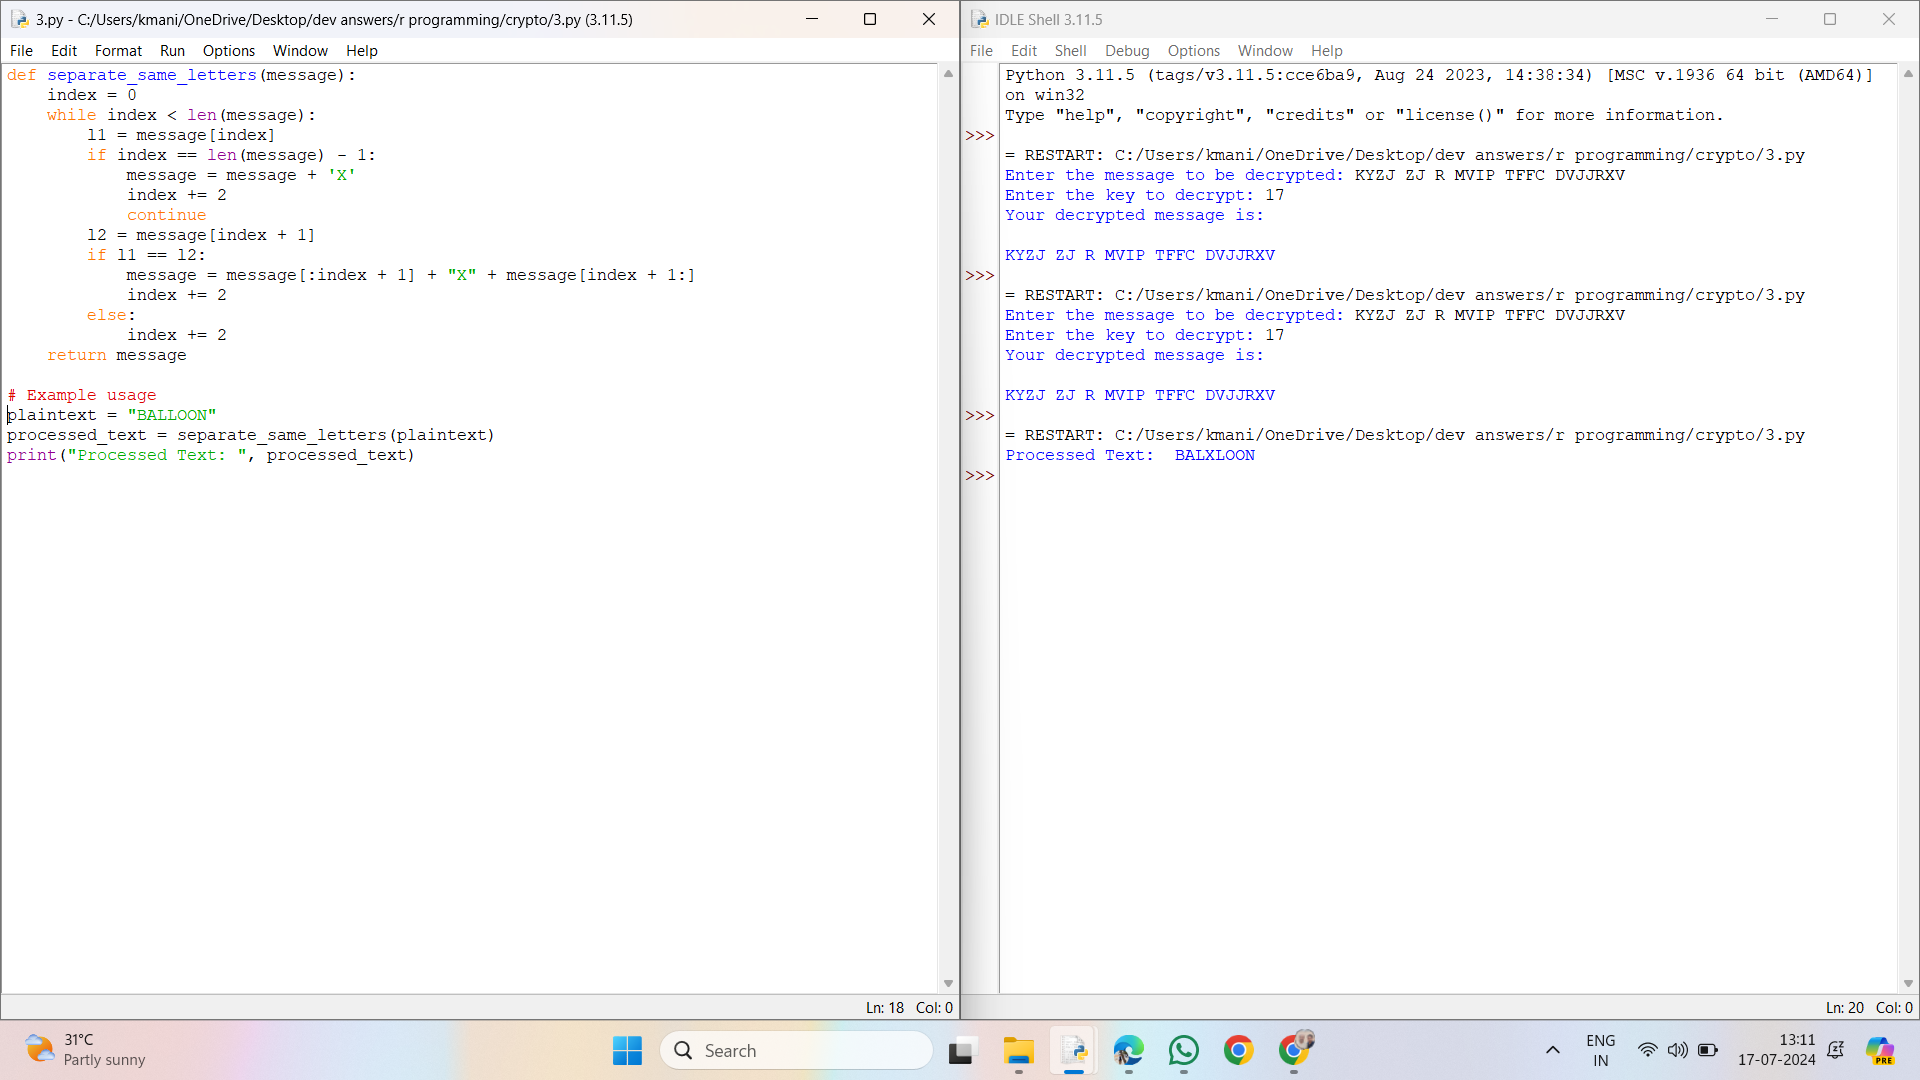 3.py - C:/Users/kmani/OneDrive/Desktop/dev answers/r programming/crypto/3.py (3.11.5)
File Edit Format Run Options Window Help
def separate_same_letters(message):
    index = 0
    while index < len(message):
        l1 = message[index]
        if index == len(message) - 1:
            message = message + 'X'
            index += 2
            continue
        l2 = message[index + 1]
        if l1 == l2:
            message = message[:index + 1] + "X" + message[index + 1:]
            index += 2
        else:
            index += 2
    return message
# Example usage
plaintext = "BALLOON"
processed_text = separate_same_letters(plaintext)
print("Processed Text: ", processed_text)
Ln: 18 Col: 0
IDLE Shell 3.11.5
File Edit Shell Debug Options Window Help
Python 3.11.5 (tags/v3.11.5:cce6ba9, Aug 24 2023, 14:38:34) [MSC v.1936 64 bit (AMD64)]
on win32
Type "help", "copyright", "credits" or "license()" for more information.
>>>
= RESTART: C:/Users/kmani/OneDrive/Desktop/dev answers/r programming/crypto/3.py
Enter the message to be decrypted: KYZJ ZJ R MVIP TFFC DVJJRXV
Enter the key to decrypt: 17
Your decrypted message is:
KYZJ ZJ R MVIP TFFC DVJJRXV
>>>
= RESTART: C:/Users/kmani/OneDrive/Desktop/dev answers/r programming/crypto/3.py
Enter the message to be decrypted: KYZJ ZJ R MVIP TFFC DVJJRXV
Enter the key to decrypt: 17
Your decrypted message is:
KYZJ ZJ R MVIP TFFC DVJJRXV
>>>
= RESTART: C:/Users/kmani/OneDrive/Desktop/dev answers/r programming/crypto/3.py
Processed Text:  BALXLOON
>>>
Ln: 20 Col: 0
31°C
Partly sunny
Search
ENG
IN
13:11
17-07-2024
PRE